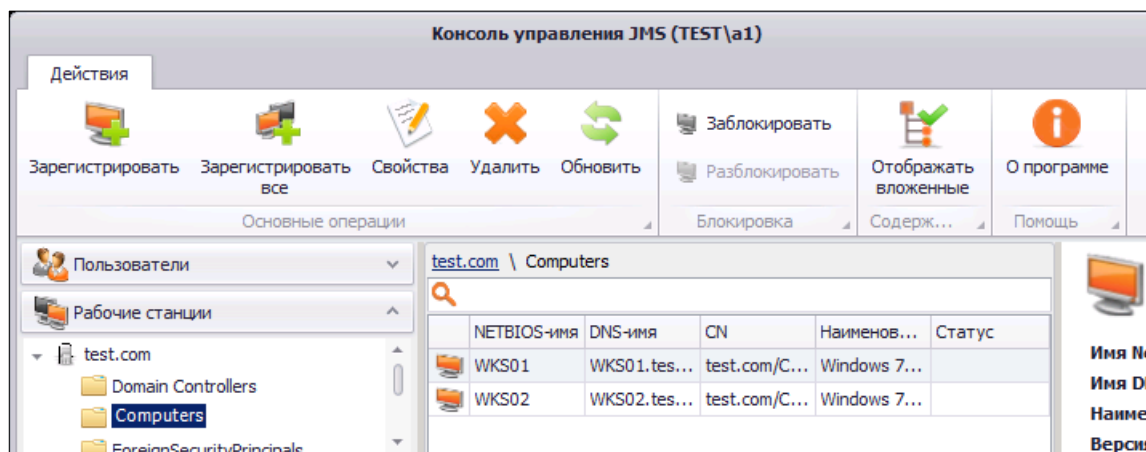 Консоль управления JMS (TEST\a1)
Действия
Зарегистрировать
Зарегистрировать
все
Свойства
Удалить
Обновить
Заблокировать
Разблокировать
Отображать
вложенные
О программе
Основные операции
Блокировка
Содерж...
Помощь
Пользователи
Рабочие станции
test.com
Domain Controllers
Computers
ForeignSecurityPrincipals
test.com \ Computers
NETBIOS-имя DNS-имя CN Наименов... Статус
WKS01 WKS01.tes... test.com/C... Windows 7...
WKS02 WKS02.tes... test.com/C... Windows 7...
Имя
Имя